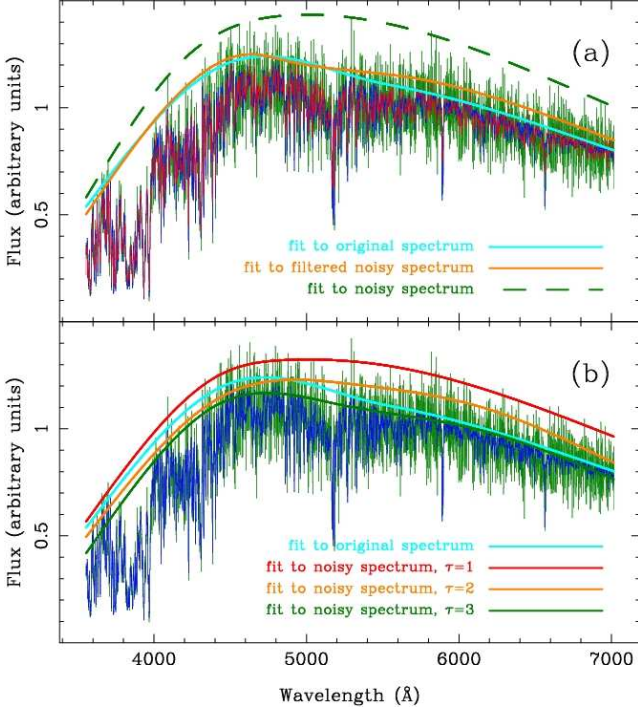 (a)
Flux (arbitrary units)
1
0.5
fit to original spectrum
fit to filtered noisy spectrum
fit to noisy spectrum
(b)
Flux (arbitrary units)
1
0.5
fit to original spectrum
fit to noisy spectrum, τ=1
fit to noisy spectrum, τ=2
fit to noisy spectrum, τ=3
4000 5000 6000 7000
Wavelength (Å)